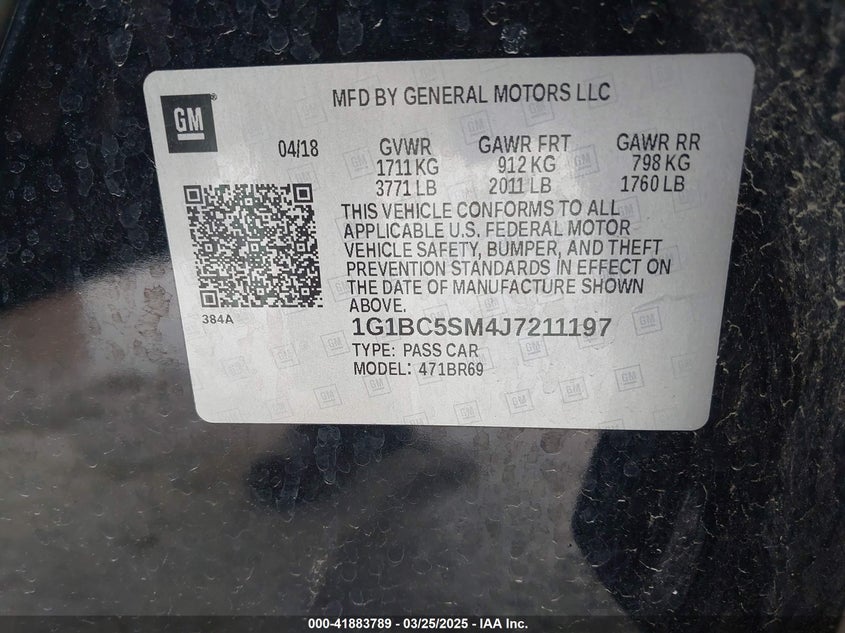 GM
®
MFD BY GENERAL MOTORS LLC
04/18
GVWR GAWR FRT GAWR RR
1711 KG 912 KG 798 KG
3771 LB 2011 LB 1760 LB
THIS VEHICLE CONFORMS TO ALL
APPLICABLE U.S. FEDERAL MOTOR
VEHICLE SAFETY, BUMPER, AND THEFT
PREVENTION STANDARDS IN EFFECT ON
THE DATE OF MANUFACTURE SHOWN
ABOVE.
384A
1G1BC5SM4J7211197
TYPE: PASS CAR
MODEL: 471BR69
000-41883789 - 03/25/2025 - IAA Inc.